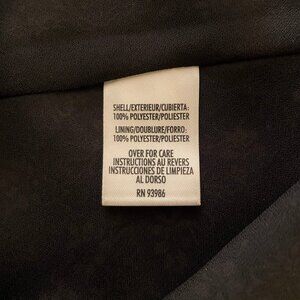 SHELL/EXTERIEUR/CUBIERTA:
100% POLYESTER/POLIESTER
LINING/DOUBLURE/FORRO:
100% POLYESTER/POLIESTER
OVER FOR CARE
INSTRUCTIONS AU REVERS
INSTRUCCIONES DE LIMPIEZA
AL DORSO
RN 93986